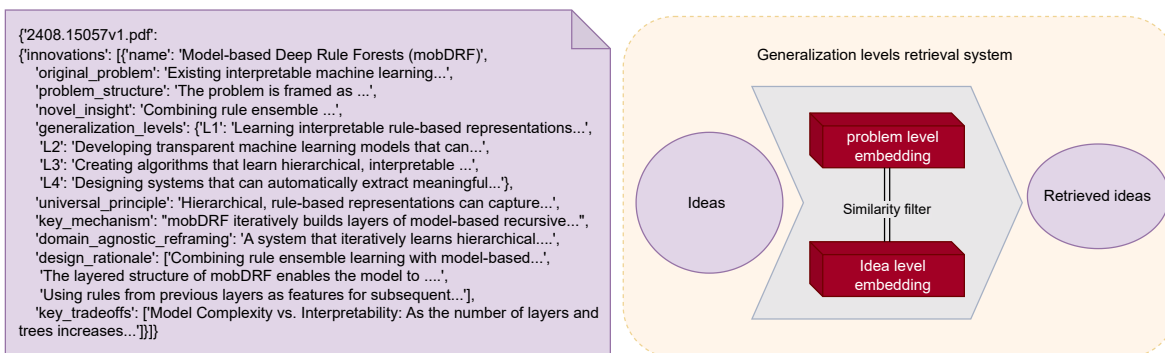 {'2408.15057v1.pdf':
{'innovations': [{'name': 'Model-based Deep Rule Forests (mobDRF)',
'original_problem': 'Existing interpretable machine learning...',
'problem_structure': 'The problem is framed as ...',
'novel_insight': 'Combining rule ensemble ...',
'generalization_levels': {'L1': 'Learning interpretable rule-based representations...',
'L2': 'Developing transparent machine learning models that can...',
'L3': 'Creating algorithms that learn hierarchical, interpretable ...',
'L4': 'Designing systems that can automatically extract meaningful...'},
'universal_principle': 'Hierarchical, rule-based representations can capture...',
'key_mechanism': "mobDRF iteratively builds layers of model-based recursive...",
'domain_agnostic_reframing': 'A system that iteratively learns hierarchical....',
'design_rationale': ['Combining rule ensemble learning with model-based...',
'The layered structure of mobDRF enables the model to ....',
'Using rules from previous layers as features for subsequent...'],
'key_tradeoffs': ['Model Complexity vs. Interpretability: As the number of layers and
trees increases...']}]}
Generalization levels retrieval system
Ideas
problem level
embedding
Similarity filter
Idea level
embedding
Retrieved ideas